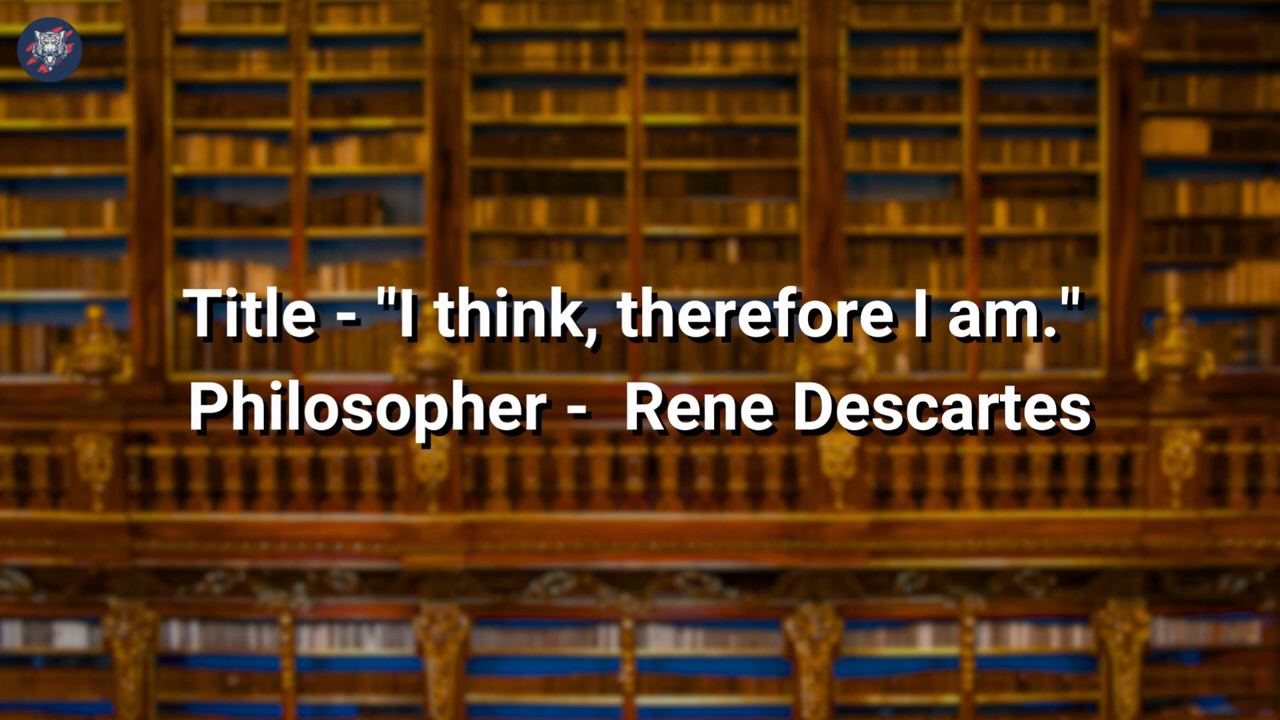 Title - "I think, therefore I am."
Philosopher - Rene Descartes